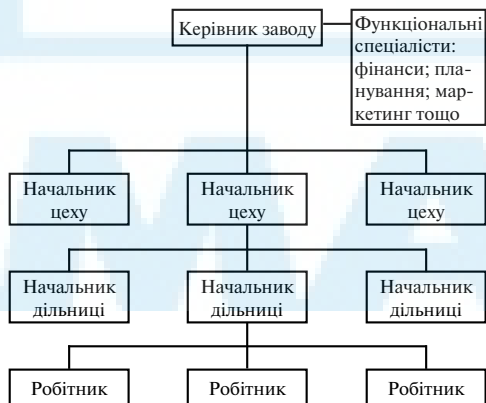 Керівник заводу
Функціональні
спеціалісти:
фінанси; пла-
нування; мар-
кетинг тощо
Начальник
цеху
Начальник
цеху
Начальник
цеху
Начальник
дільниці
Начальник
дільниці
Начальник
дільниці
Робітник
Робітник
Робітник